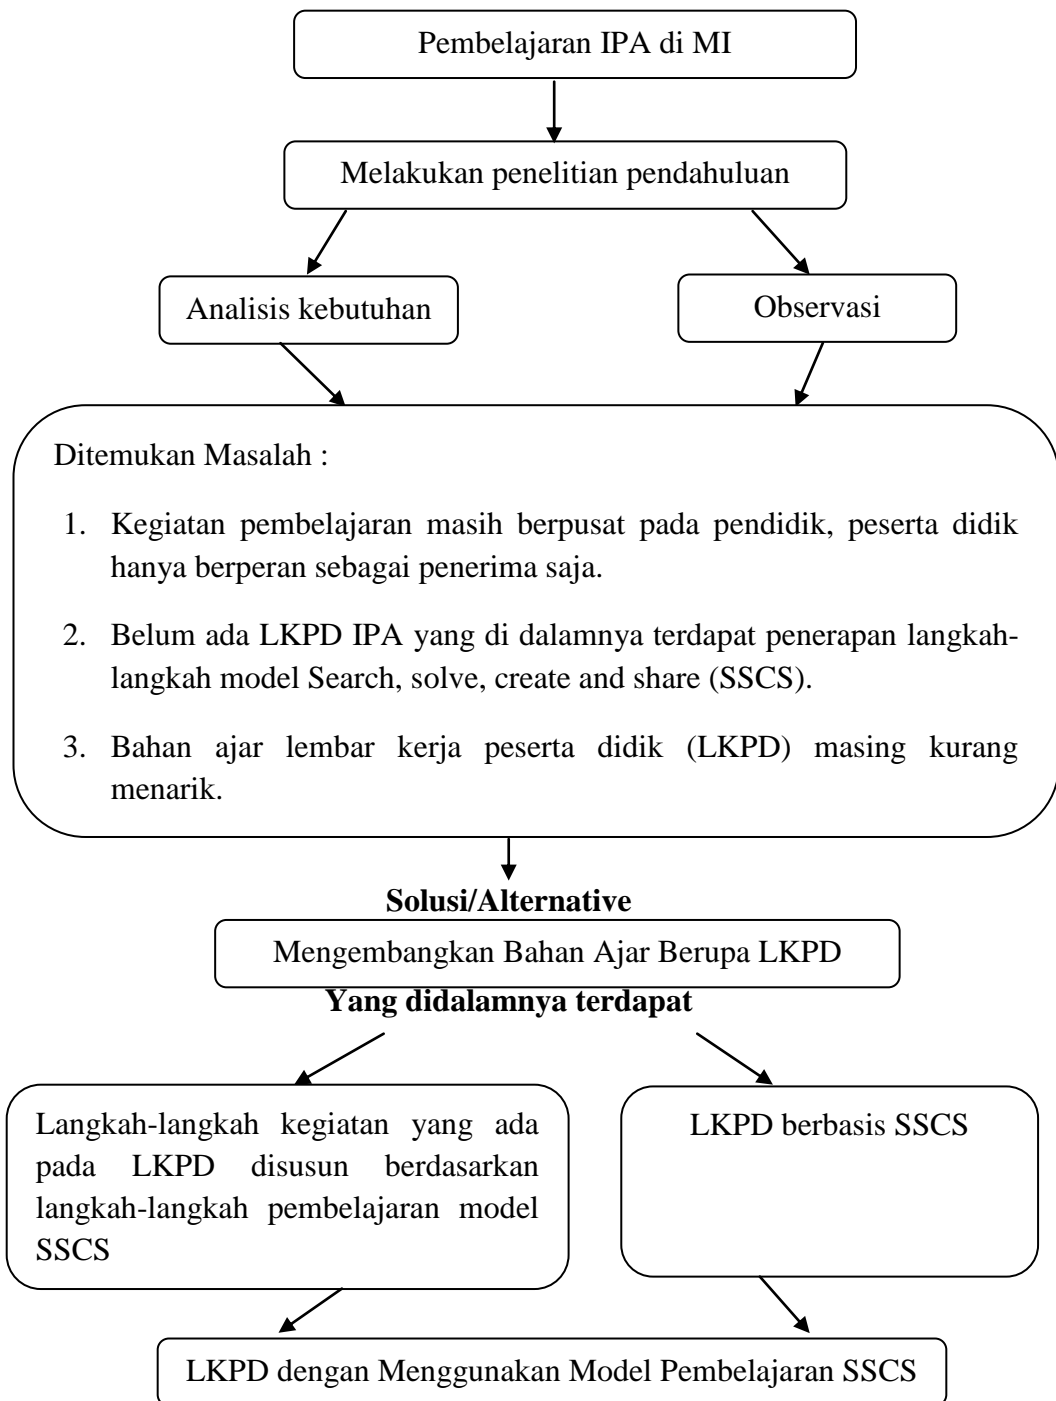 Pembelajaran IPA di MI
Melakukan penelitian pendahuluan
Analisis kebutuhan
Observasi
Ditemukan Masalah :
1. Kegiatan pembelajaran masih berpusat pada pendidik, peserta didik
hanya berperan sebagai penerima saja.
2. Belum ada LKPD IPA yang di dalamnya terdapat penerapan langkah-
langkah model Search, solve, create and share (SSCS).
3. Bahan ajar lembar kerja peserta didik (LKPD) masing kurang
menarik.
Solusi/Alternative
Mengembangkan Bahan Ajar Berupa LKPD
Yang didalamnya terdapat
Langkah-langkah kegiatan yang ada
pada LKPD disusun berdasarkan
langkah-langkah pembelajaran model
SSCS
LKPD berbasis SSCS
LKPD dengan Menggunakan Model Pembelajaran SSCS